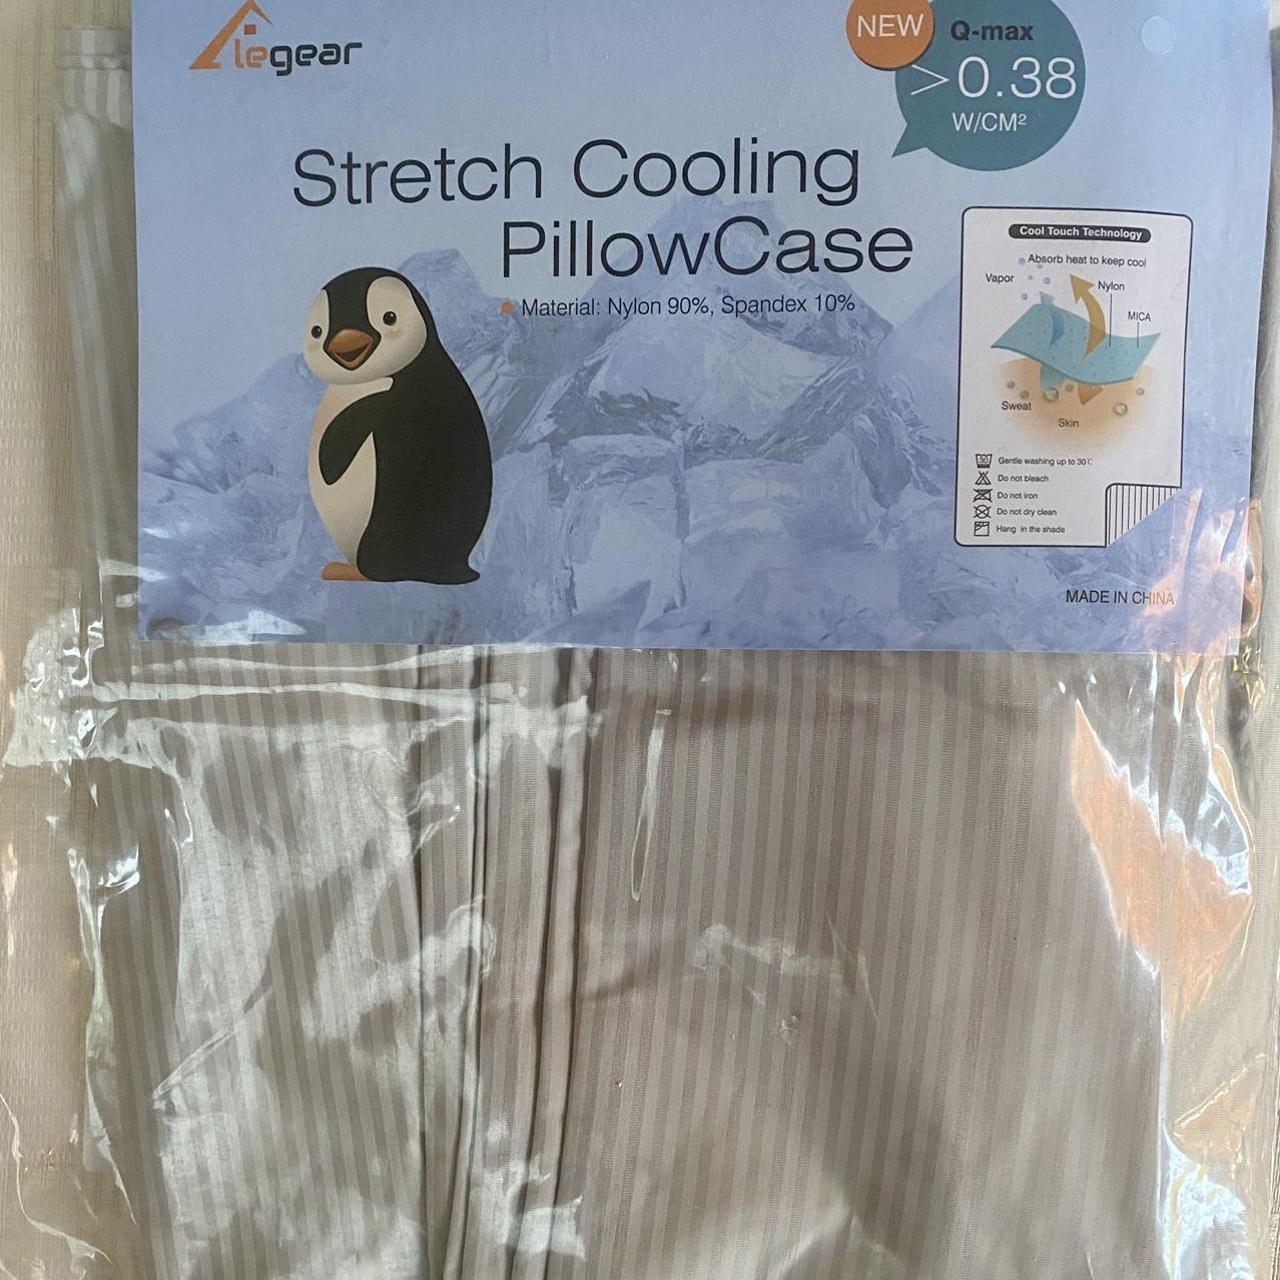 Alegear
NEW
Q-max
>0.38
W/CM²
Stretch Cooling
PillowCase
Material: Nylon 90%, Spandex 10%
Cool Touch Technology
Absorb heat to keep cool
Vapor
Nylon
MICA
Sweat
Skin
30
Gentle washing up to 30℃
Do not bleach
Do not iron
Do not dry clean
Hang in the shade
MADE IN CHINA